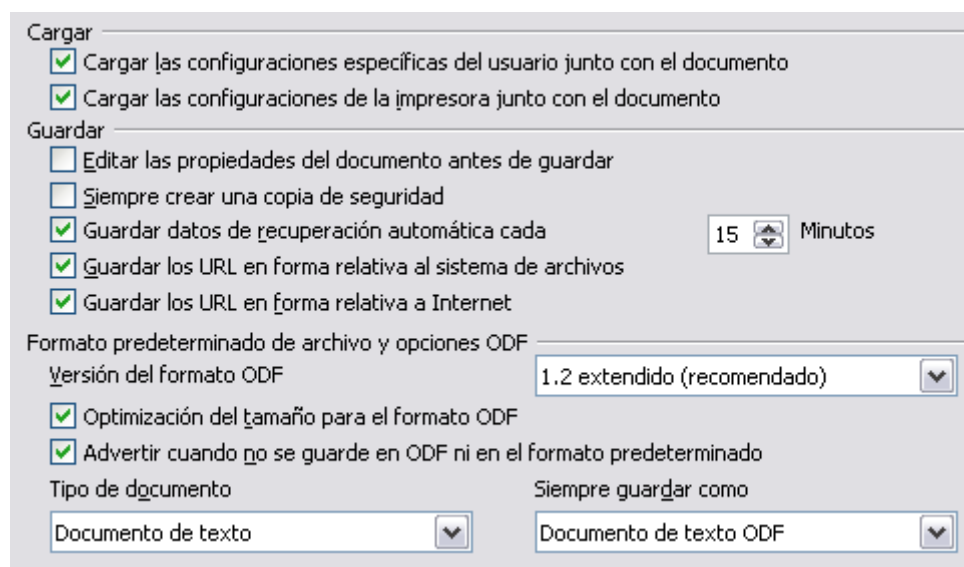 Cargar
Cargar las configuraciones específicas del usuario junto con el documento
Cargar las configuraciones de la impresora junto con el documento
Guardar
Editar las propiedades del documento antes de guardar
Siempre crear una copia de seguridad
Guardar datos de recuperación automática cada 15 Minutos
Guardar los URL en forma relativa al sistema de archivos
Guardar los URL en forma relativa a Internet
Formato predeterminado de archivo y opciones ODF
Versión del formato ODF 1.2 extendido (recomendado)
Optimización del tamaño para el formato ODF
Advertir cuando no se guarde en ODF ni en el formato predeterminado
Tipo de documento Siempre guardar como
Documento de texto Documento de texto ODF